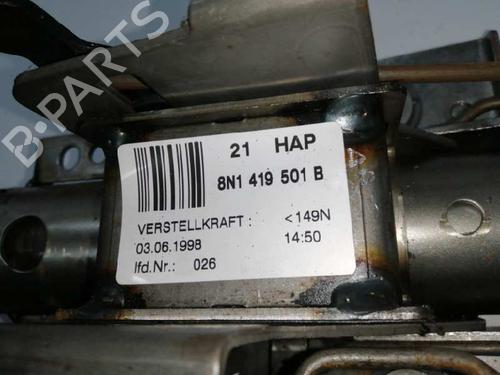 B-PARTS
21 HAP
8N1 419 501 B
VERSTELLKRAFT : <149N
03.06.1998 14:50
lfd.Nr.: 026